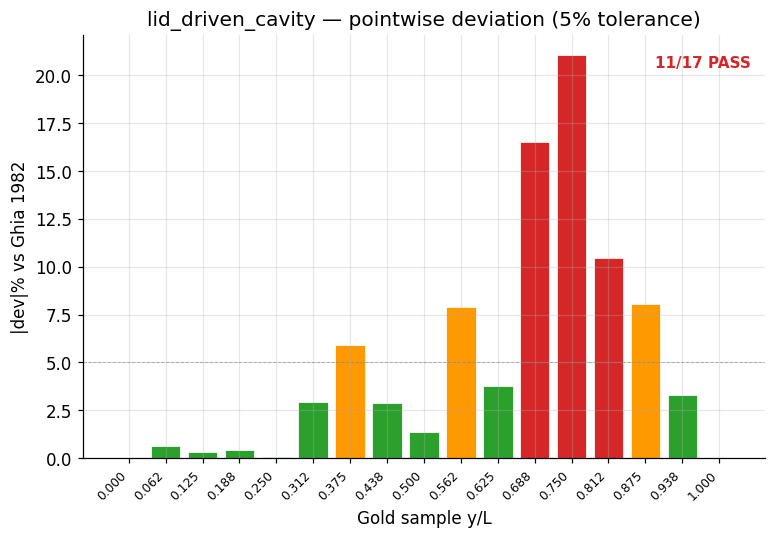 lid_driven_cavity — pointwise deviation (5% tolerance)
11/17 PASS
|dev|% vs Ghia 1982
20.0
17.5
15.0
12.5
10.0
7.5
5.0
2.5
0.0
0.000 0.062 0.125 0.188 0.250 0.312 0.375 0.438 0.500 0.562 0.625 0.688 0.750 0.812 0.875 0.938 1.000
Gold sample y/L